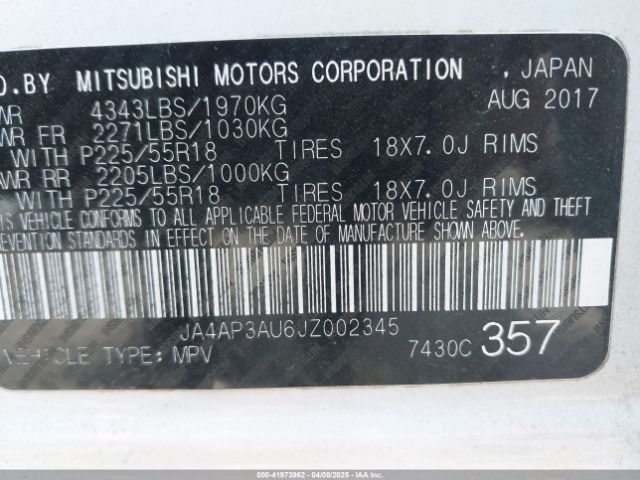 D.BY MITSUBISHI MOTORS CORPORATION , JAPAN
WR 4343LBS/1970KG AUG 2017
WR FR 2271LBS/1030KG
WITH P225/55R18 TIRES 18X7.0J RIMS
WR RR 2205LBS/1000KG
WITH P225/55R18 TIRES 18X7.0J RIMS
IS VEHICLE CONFORMS TO ALL APPLICABLE FEDERAL MOTOR VEHICLE SAFETY AND THEFT
EVENTION STANDARDS IN EFFECT ON THE DATE OF MANUFACTURE SHOWN ABOVE.
JA4AP3AU6JZ002345
VEHICLE TYPE: MPV 7430C 357
000-41973962 - 04/08/2025 - IAAI.COM